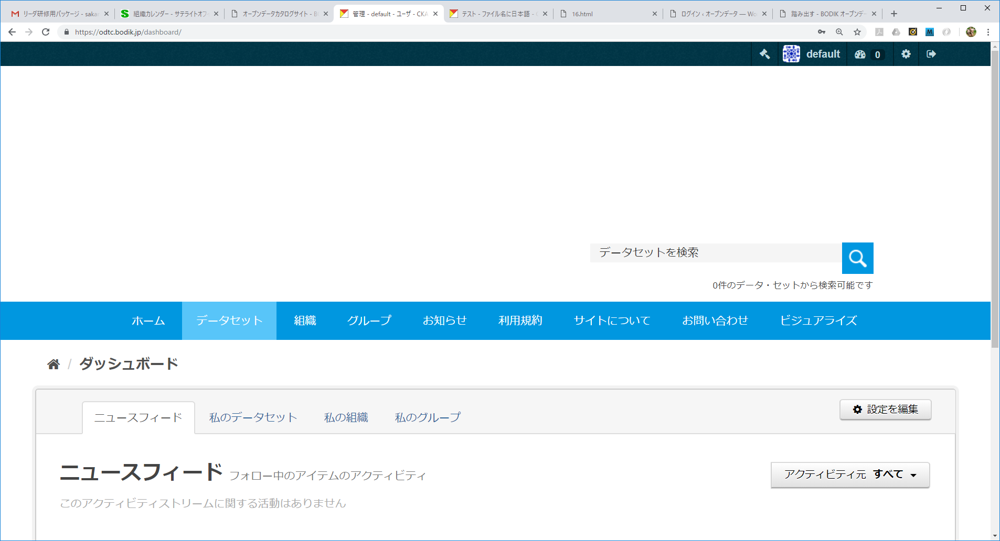 リーダ研修用パッケージ - saka
組織カレンダー - サテライトオフ
オープンデータカタログサイト - B
管理 - default - ユーザ - CKA
テスト - ファイル名に日本語 -
16.html
ログイン ‹ オープンデータ — Wo
踏み出す - BODIK オープンデー
https://odtc.bodik.jp/dashboard/
default
0
データセットを検索
0件のデータ・セットから検索可能です
ホーム データセット 組織 グループ お知らせ 利用規約 サイトについて お問い合わせ ビジュアライズ
/ ダッシュボード
ニュースフィード 私のデータセット 私の組織 私のグループ 設定を編集
ニュースフィード フォロー中のアイテムのアクティビティ アクティビティ元 すべて
このアクティビティストリームに関する活動はありません